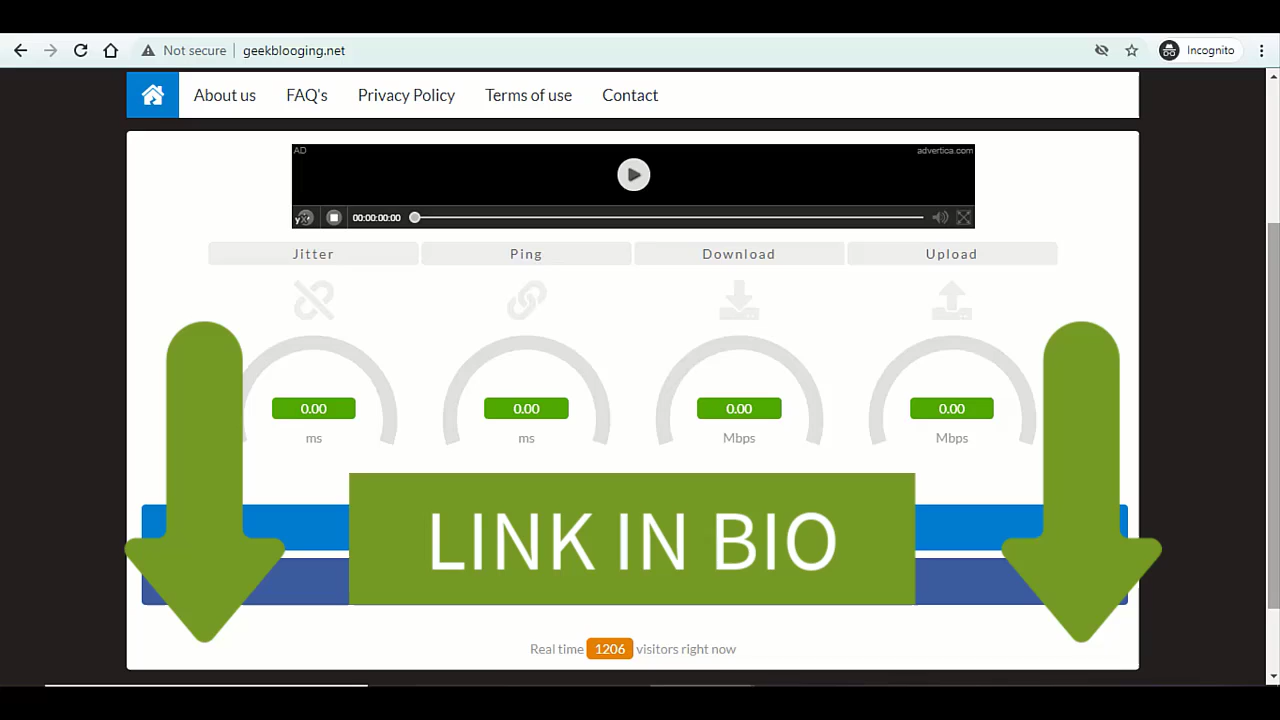 Not secure geekblooging.net Incognito
About us FAQ's Privacy Policy Terms of use Contact
AD advertica.com
00:00:00:00
Jitter Ping Download Upload
0.00 0.00 0.00 0.00
ms ms Mbps Mbps
LINK IN BIO
Real time 1206 visitors right now